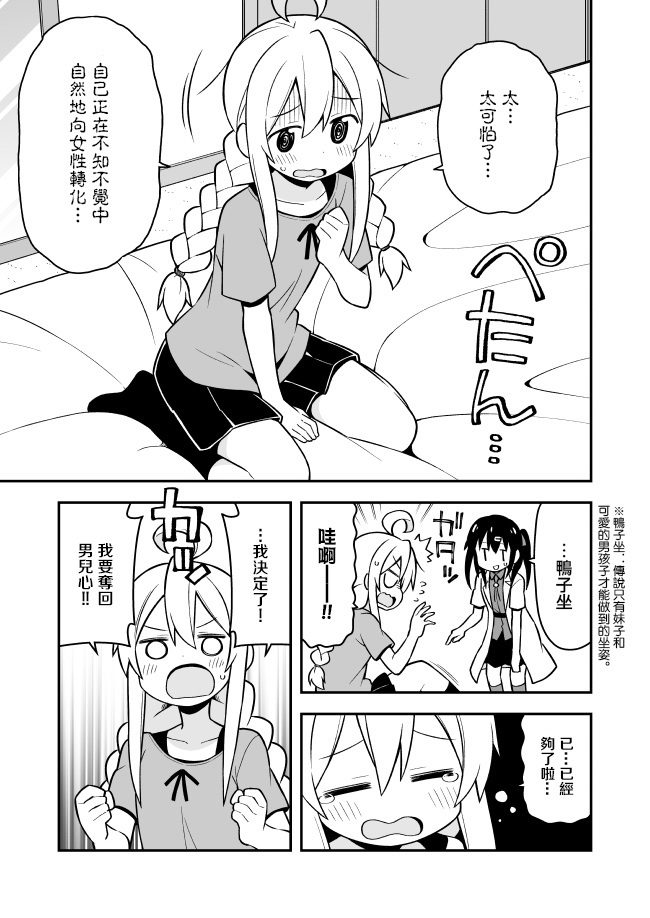 太…
太可怕了…
自己正在不知不覺中
自然地向女性轉化…
ぺたん…
…鴨子坐
ガタッ
哇啊——!!
※鴨子坐：傳說只有妹子和
可愛的男孩子才能做到的坐姿。
已…已經
夠了啦…
…我決定了!
ガバ!!
我要奪回
男兒心!!